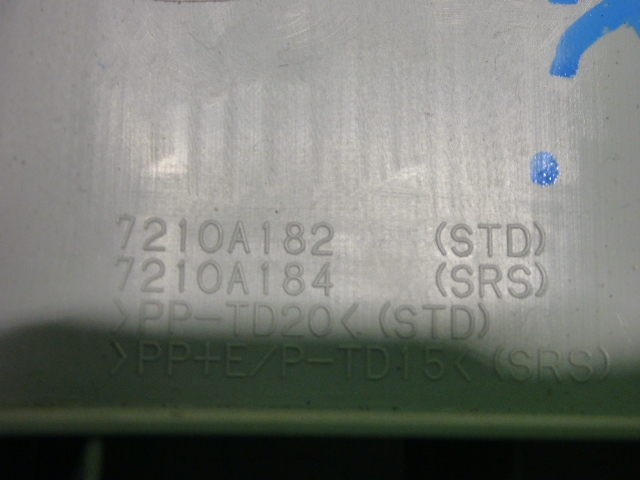 7210A182 (STD)
7210A184 (SRS)
>PP-TD20< (STD)
>PP+E/P-TD15< (SRS)